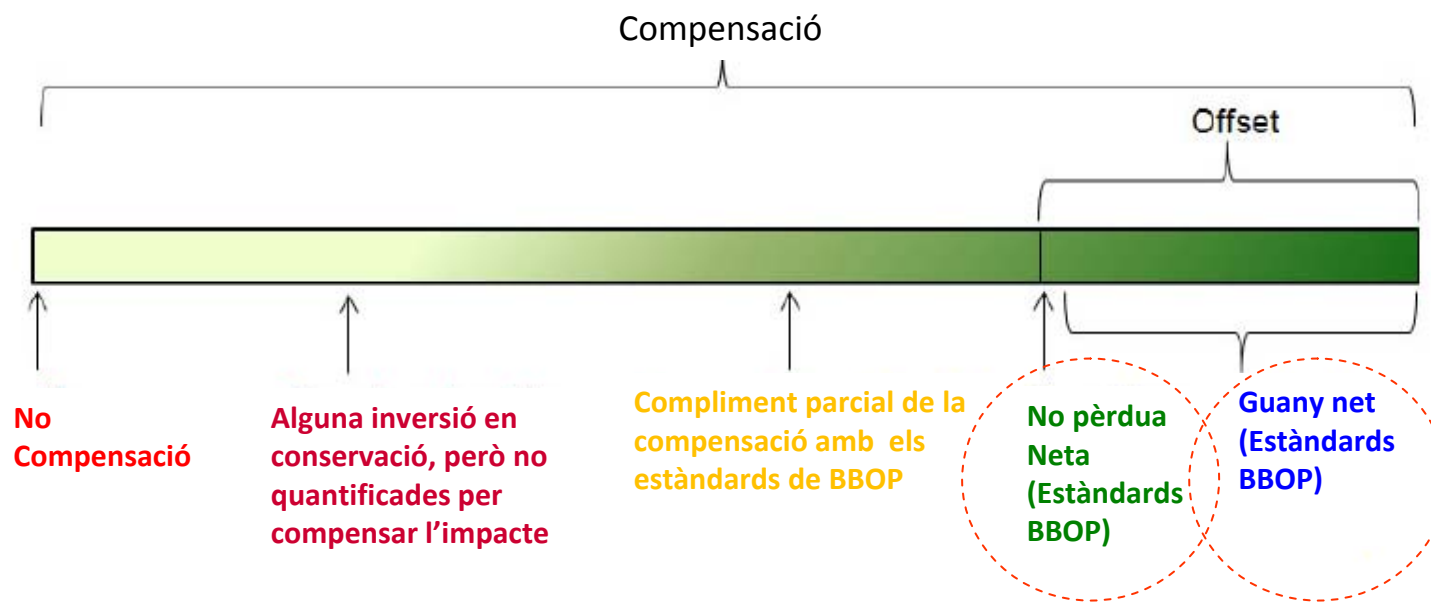 Compensació
Offset
No
Compensació
Alguna inversió en
conservació, però no
quantificades per
compensar l’impacte
Compliment parcial de la
compensació amb els
estàndards de BBOP
No pèrdua
Neta
(Estàndards
BBOP)
Guany net
(Estàndards
BBOP)